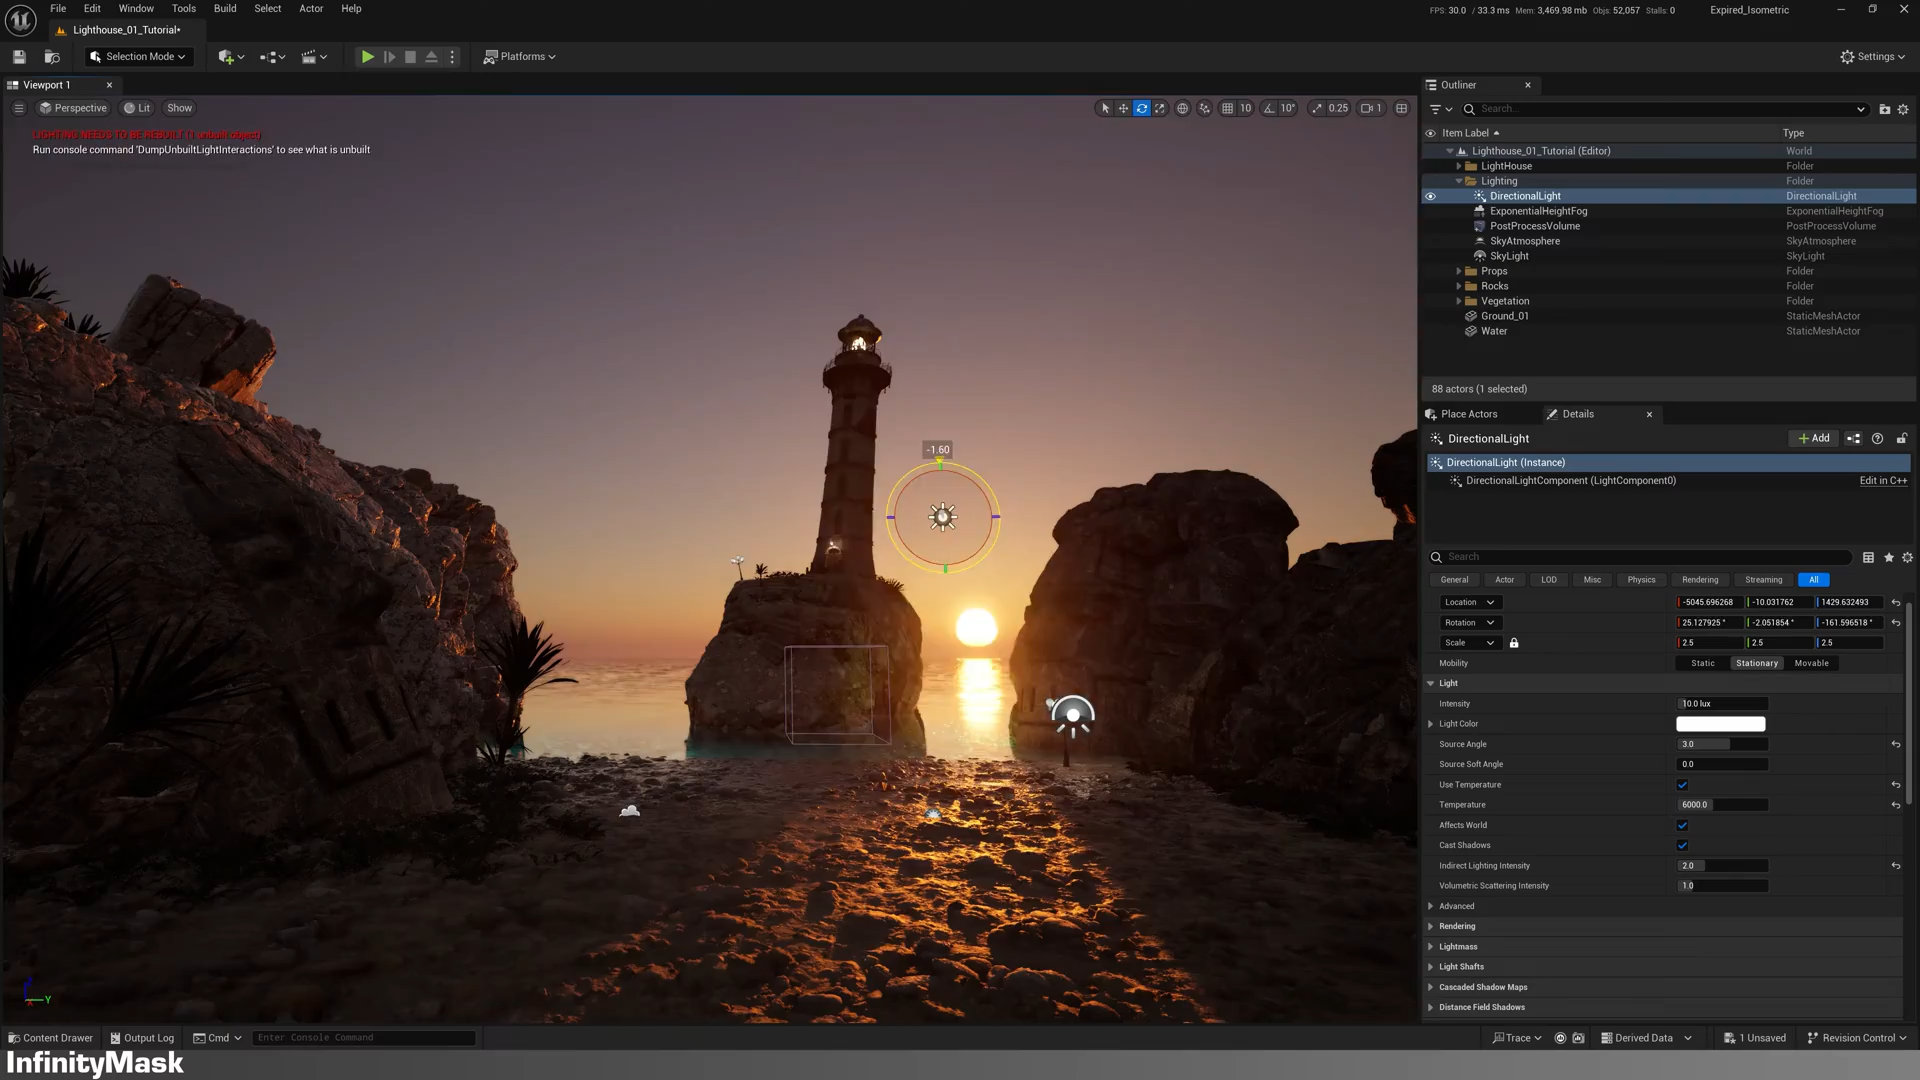 File Edit Window Tools Build Select Actor Help
FPS: 30.0 / 33.3 ms Mem: 3,469.98 mb Objs: 52,057 Stalls: 0
Expired_Isometric
Lighthouse_01_Tutorial*
Selection Mode
Platforms
Settings
Viewport 1
Perspective Lit Show
10 10° 0.25 1
LIGHTING NEEDS TO BE REBUILT (1 unbuilt object)
Run console command 'DumpUnbuiltLightInteractions' to see what is unbuilt
-1.60
Y
Outliner
Search...
Item Label Type
Lighthouse_01_Tutorial (Editor) World
LightHouse Folder
Lighting Folder
DirectionalLight DirectionalLight
ExponentialHeightFog ExponentialHeightFog
PostProcessVolume PostProcessVolume
SkyAtmosphere SkyAtmosphere
SkyLight SkyLight
Props Folder
Rocks Folder
Vegetation Folder
Ground_01 StaticMeshActor
Water StaticMeshActor
88 actors (1 selected)
Place Actors Details
DirectionalLight
Add
DirectionalLight (Instance)
DirectionalLightComponent (LightComponent0) Edit in C++
Search
General Actor LOD Misc Physics Rendering Streaming All
Location -5045.696268 -10.031762 1429.632493
Rotation 25.127925 ° -2.051854 ° -161.596518 °
Scale 2.5 2.5 2.5
Mobility Static Stationary Movable
Light
Intensity 10.0 lux
Light Color
Source Angle 3.0
Source Soft Angle 0.0
Use Temperature
Temperature 6000.0
Affects World
Cast Shadows
Indirect Lighting Intensity 2.0
Volumetric Scattering Intensity 1.0
Advanced
Rendering
Lightmass
Light Shafts
Cascaded Shadow Maps
Distance Field Shadows
Content Drawer Output Log Cmd Enter Console Command
Trace Derived Data 1 Unsaved Revision Control
InfinityMask